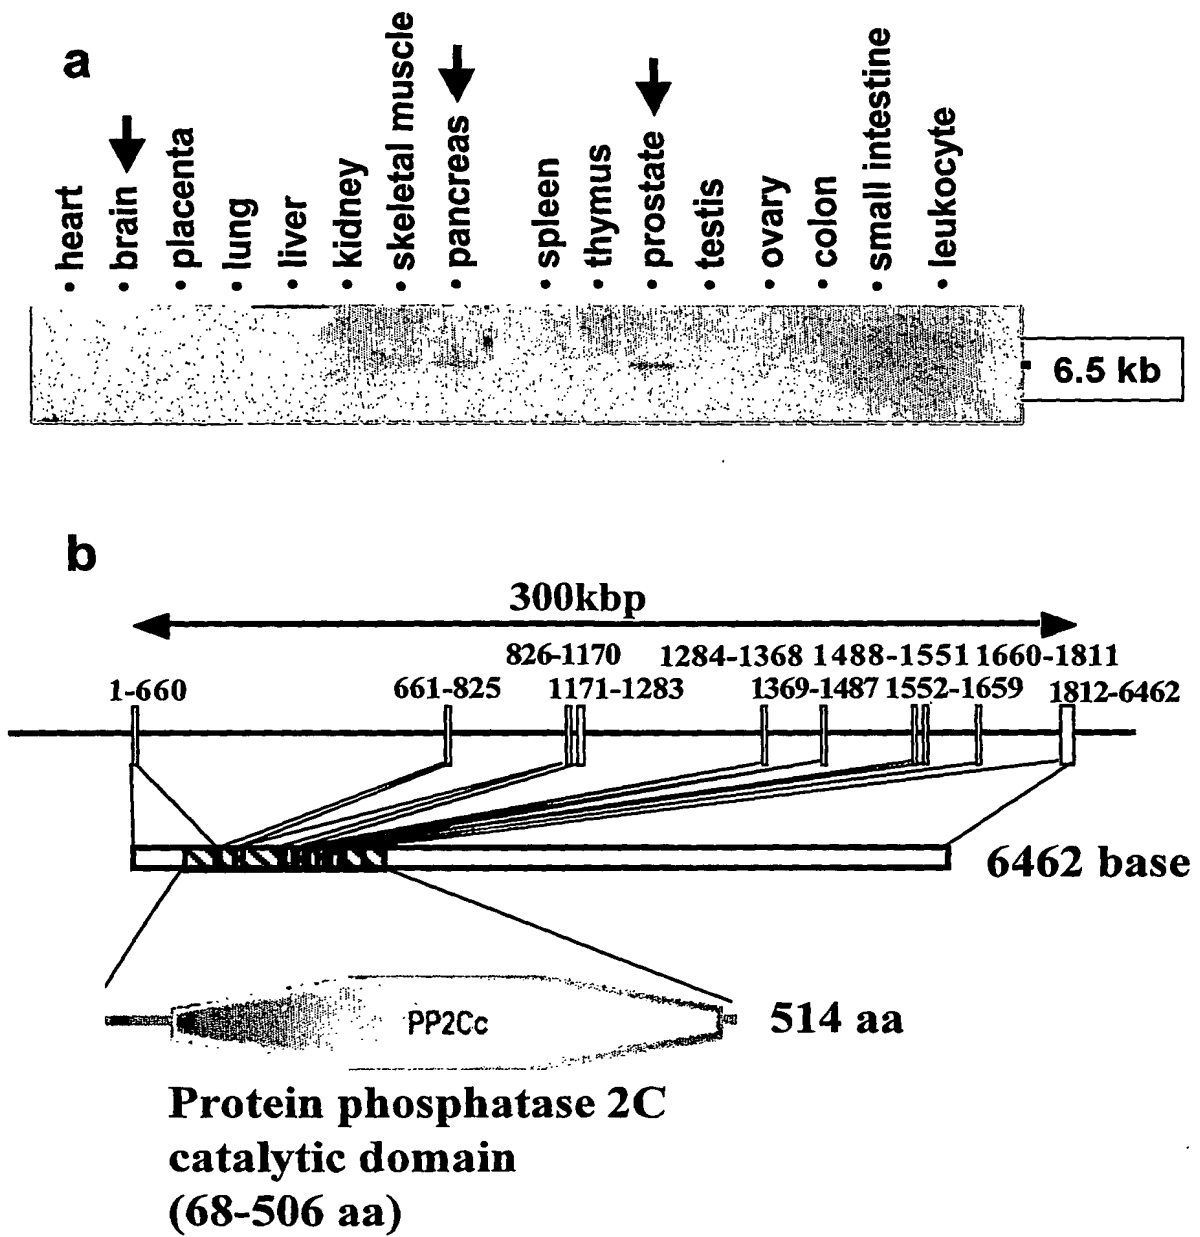 a
• heart
• brain
• placenta
• lung
• liver
• kidney
• skeletal muscle
• pancreas
• spleen
• thymus
• prostate
• testis
• ovary
• colon
• small intestine
• leukocyte
6.5 kb
b
300kbp
826-1170 1284-1368 1488-1551 1660-1811
1-660 661-825 1171-1283 1369-1487 1552-1659 1812-6462
6462 base
PP2Cc
514 aa
Protein phosphatase 2C
catalytic domain
(68-506 aa)